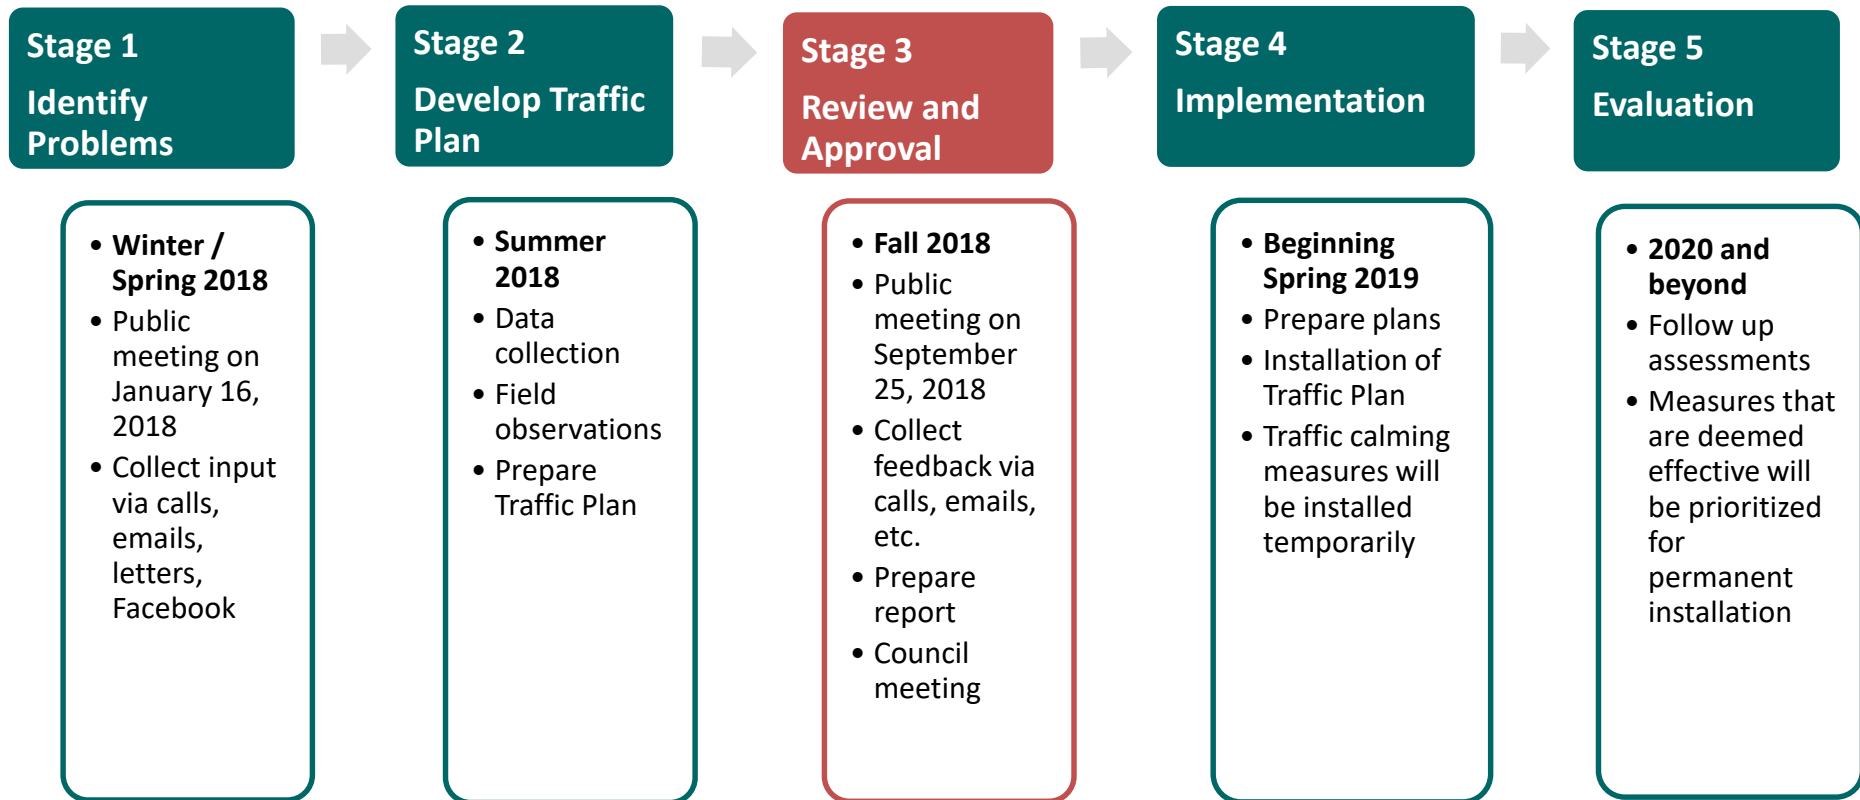 Stage 1
Identify
Problems
• Winter /
Spring 2018
• Public
meeting on
January 16,
2018
• Collect input
via calls,
emails,
letters,
Facebook
Stage 2
Develop Traffic
Plan
• Summer
2018
• Data
collection
• Field
observations
• Prepare
Traffic Plan
Stage 3
Review and
Approval
• Fall 2018
• Public
meeting on
September
25, 2018
• Collect
feedback via
calls, emails,
etc.
• Prepare
report
• Council
meeting
Stage 4
Implementation
• Beginning
Spring 2019
• Prepare plans
• Installation of
Traffic Plan
• Traffic calming
measures will
be installed
temporarily
Stage 5
Evaluation
• 2020 and
beyond
• Follow up
assessments
• Measures that
are deemed
effective will
be prioritized
for
permanent
installation